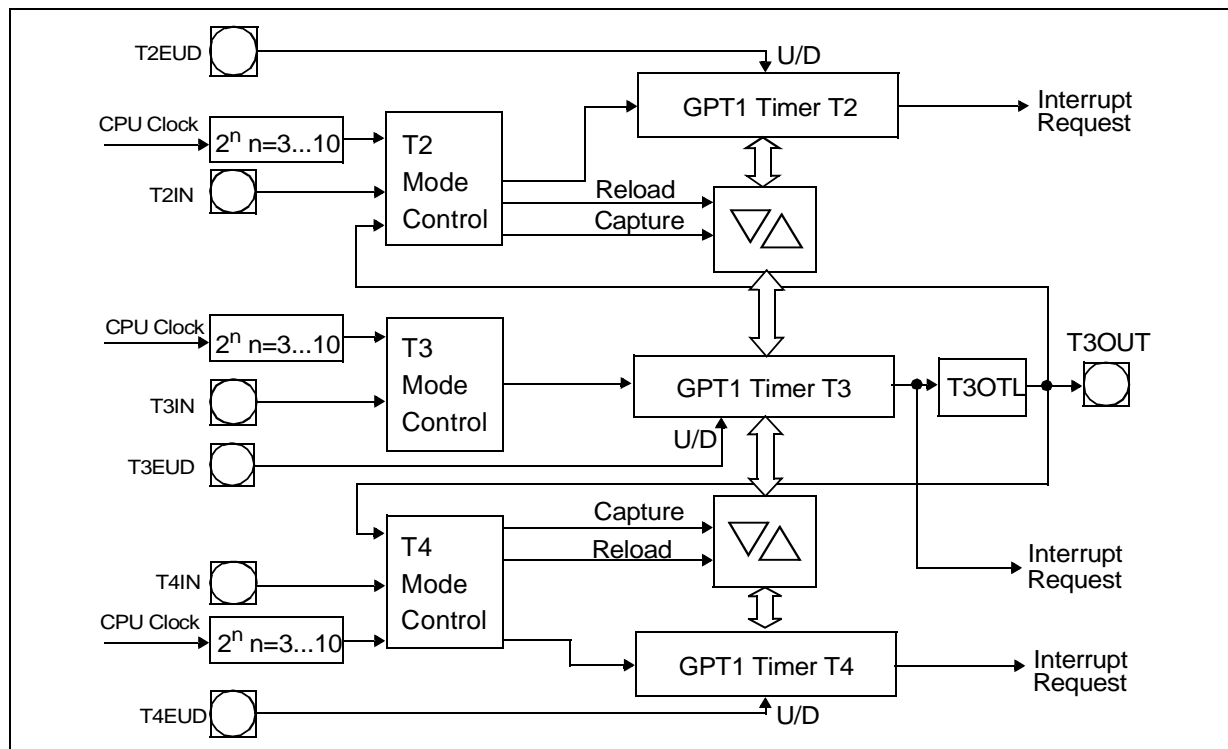 T2EUD
U/D
GPT1 Timer T2
Interrupt
Request
CPU Clock
2ⁿ n=3...10
T2
Mode
Control
T2IN
Reload
Capture
CPU Clock
2ⁿ n=3...10
T3
Mode
Control
T3IN
GPT1 Timer T3
T3OTL
T3OUT
U/D
T3EUD
Capture
Reload
T4
Mode
Control
T4IN
Interrupt
Request
CPU Clock
2ⁿ n=3...10
GPT1 Timer T4
Interrupt
Request
T4EUD
U/D